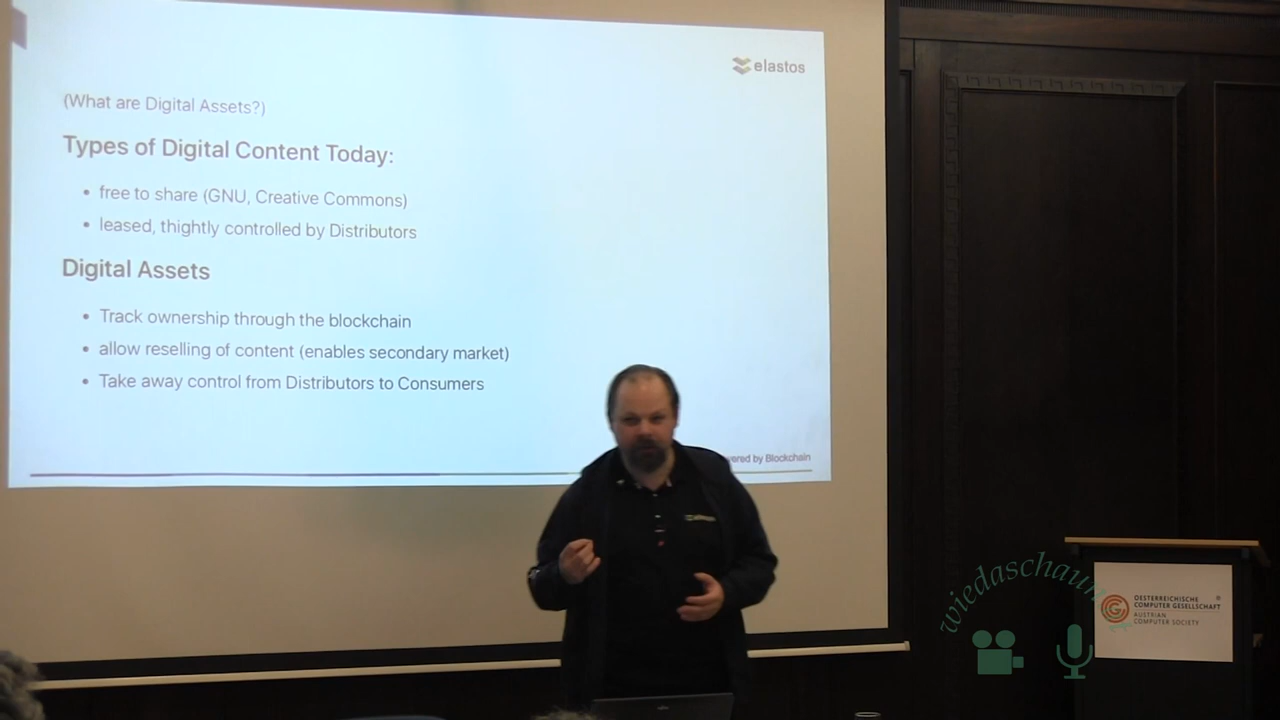 elastos
(What are Digital Assets?)
Types of Digital Content Today:
• free to share (GNU, Creative Commons)
• leased, thightly controlled by Distributors
Digital Assets
• Track ownership through the blockchain
• allow reselling of content (enables secondary market)
• Take away control from Distributors to Consumers
by Blockchain
wiedaschaun
OESTERREICHISCHE
COMPUTER GESELLSCHAFT
AUSTRIAN
COMPUTER SOCIETY